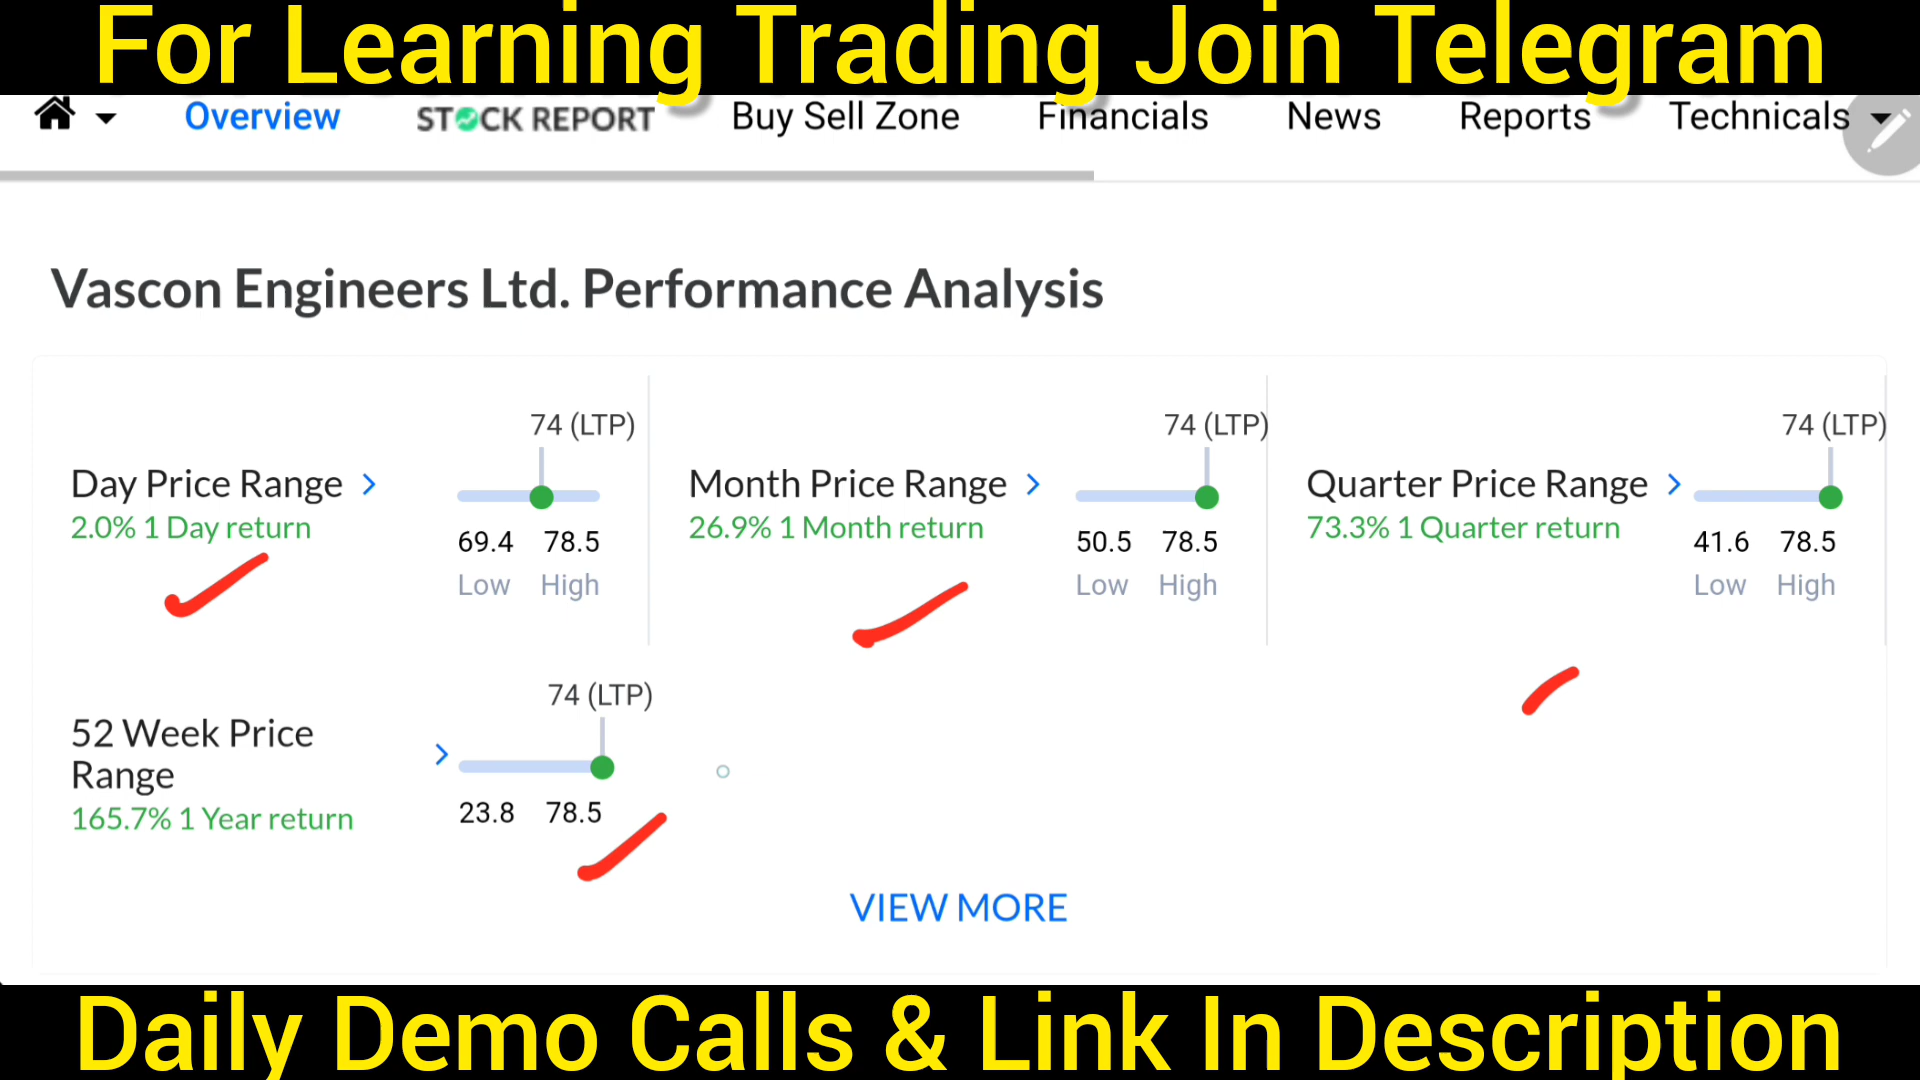 For Learning Trading Join Telegram
Overview STOCK REPORT Buy Sell Zone Financials News Reports Technicals
Vascon Engineers Ltd. Performance Analysis
74 (LTP)
Day Price Range
2.0% 1 Day return
69.4 78.5
Low High
74 (LTP)
Month Price Range
26.9% 1 Month return
50.5 78.5
Low High
74 (LTP)
Quarter Price Range
73.3% 1 Quarter return
41.6 78.5
Low High
74 (LTP)
52 Week Price
Range
165.7% 1 Year return
23.8 78.5
VIEW MORE
Daily Demo Calls & Link In Description